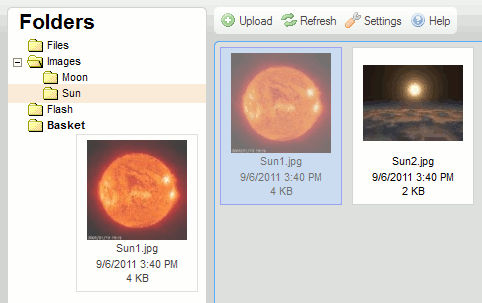 Folders
Files
Images
Moon
Sun
Flash
Basket
Sun1.jpg
9/6/2011 3:40 PM
4 KB
Upload Refresh Settings Help
Sun1.jpg
9/6/2011 3:40 PM
4 KB
Sun2.jpg
9/6/2011 3:40 PM
2 KB